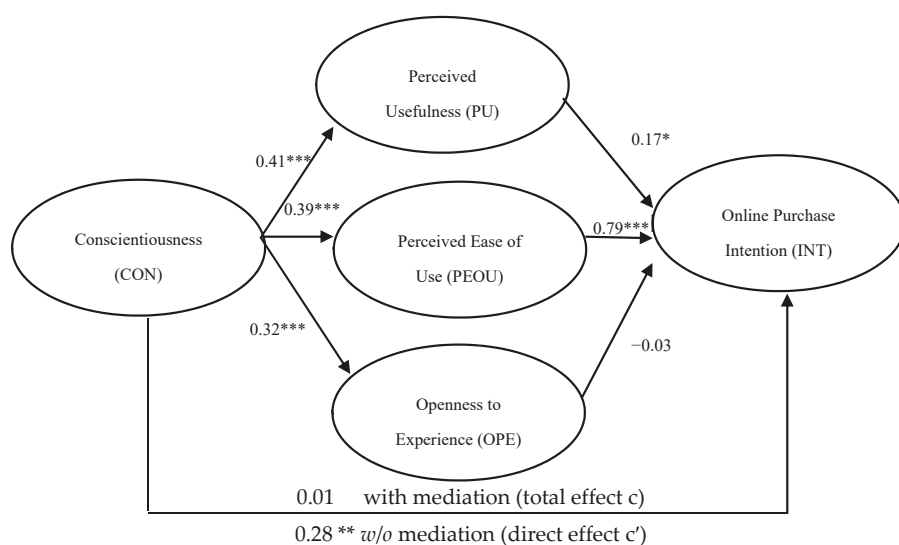 Perceived
Usefulness (PU)
0.17*
0.41***
0.39***
Conscientiousness
(CON)
Perceived Ease of
Use (PEOU)
0.79***
Online Purchase
Intention (INT)
0.32***
−0.03
Openness to
Experience (OPE)
0.01 with mediation (total effect c)
0.28 ** w/o mediation (direct effect c′)